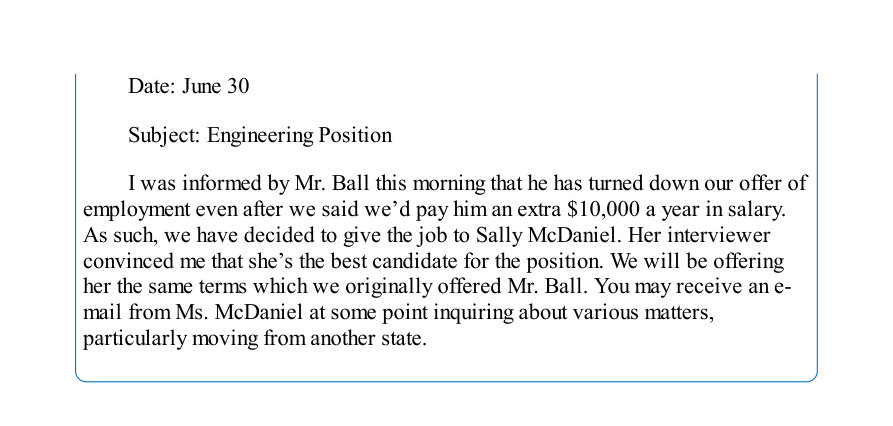 Date: June 30
Subject: Engineering Position
I was informed by Mr. Ball this morning that he has turned down our offer of
employment even after we said we’d pay him an extra $10,000 a year in salary.
As such, we have decided to give the job to Sally McDaniel. Her interviewer
convinced me that she’s the best candidate for the position. We will be offering
her the same terms which we originally offered Mr. Ball. You may receive an e-
mail from Ms. McDaniel at some point inquiring about various matters,
particularly moving from another state.